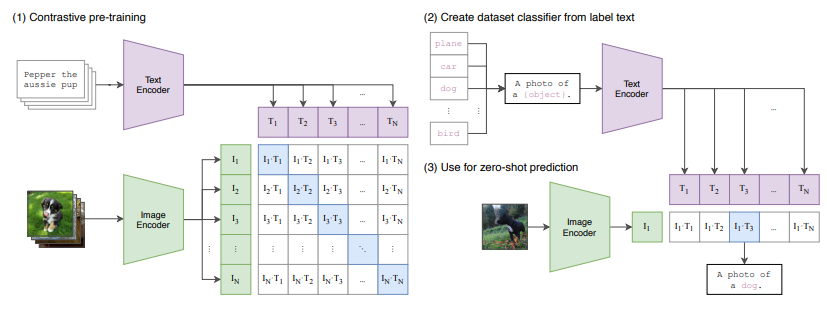 (1) Contrastive pre-training
Pepper the
aussie pup
Text
Encoder
...
T₁ T₂ T₃ ... Tₙ
I₁ I₁·T₁ I₁·T₂ I₁·T₃ ... I₁·Tₙ
I₂ I₂·T₁ I₂·T₂ I₂·T₃ ... I₂·Tₙ
I₃ I₃·T₁ I₃·T₂ I₃·T₃ ... I₃·Tₙ
⋮ ⋮ ⋮ ⋮ ⋱ ⋮
Iₙ Iₙ·T₁ Iₙ·T₂ Iₙ·T₃ ... Iₙ·Tₙ
Image
Encoder
(2) Create dataset classifier from label text
plane
car
dog
⋮ ⋮
bird
A photo of
a {object}.
Text
Encoder
...
(3) Use for zero-shot prediction
T₁ T₂ T₃ ... Tₙ
Image
Encoder
I₁ I₁·T₁ I₁·T₂ I₁·T₃ ... I₁·Tₙ
A photo of
a dog.